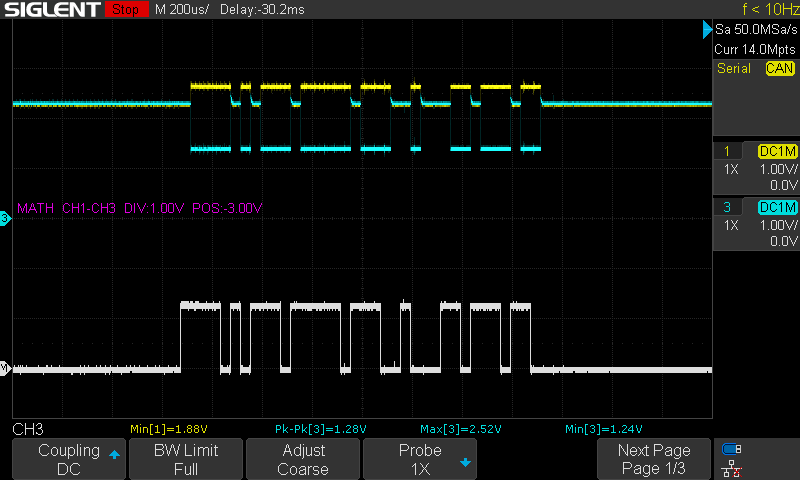 SIGLENT Stop M 200us/ Delay:-30.2ms f < 10Hz
Sa 50.0MSa/s
Curr 14.0Mpts
Serial CAN
1 DC1M
1X 1.00V/
0.0V
3 DC1M
1X 1.00V/
0.0V
3
MATH CH1-CH3 DIV:1.00V POS:-3.00V
M
CH3 Min[1]=1.88V Pk-Pk[3]=1.28V Max[3]=2.52V Min[3]=1.24V
Coupling BW Limit Adjust Probe Next Page
DC Full Coarse 1X Page 1/3